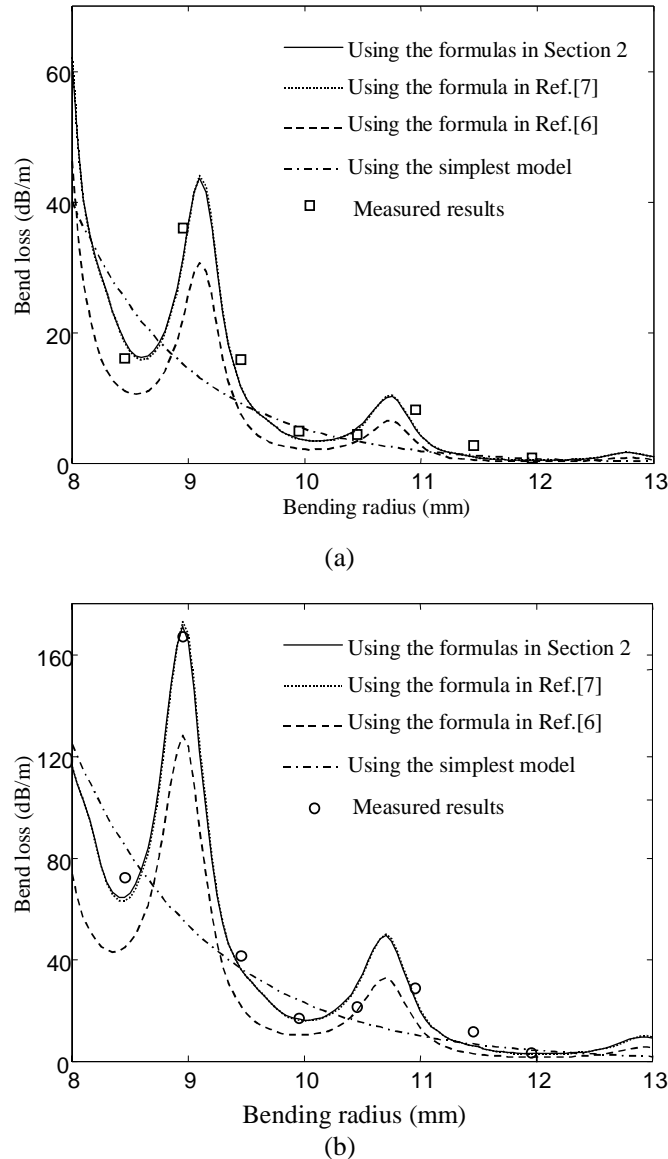 60
40
20
0
Bend loss (dB/m)
Using the formulas in Section 2
Using the formula in Ref.[7]
Using the formula in Ref.[6]
Using the simplest model
Measured results
8 9 10 11 12 13
Bending radius (mm)
(a)
160
120
80
40
0
Bend loss (dB/m)
Using the formulas in Section 2
Using the formula in Ref.[7]
Using the formula in Ref.[6]
Using the simplest model
Measured results
8 9 10 11 12 13
Bending radius (mm)
(b)